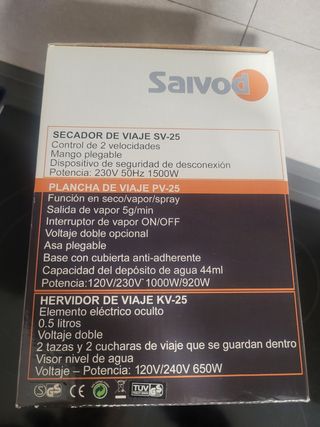 Saivod
SECADOR DE VIAJE SV-25
Control de 2 velocidades
Mango plegable
Dispositivo de seguridad de desconexión
Potencia: 230V 50Hz 1500W
PLANCHA DE VIAJE PV-25
Función en seco/vapor/spray
Salida de vapor 5g/min
Interruptor de vapor ON/OFF
Voltaje doble opcional
Asa plegable
Base con cubierta anti-adherente
Capacidad del depósito de agua 44ml
Potencia:120V/230V 1000W/920W
HERVIDOR DE VIAJE KV-25
Elemento eléctrico oculto
0.5 litros
Voltaje doble
2 tazas y 2 cucharas de viaje que se guardan dentro
Visor nivel de agua
Voltaje – Potencia: 120V/240V 650W
S GS CE TUV GS